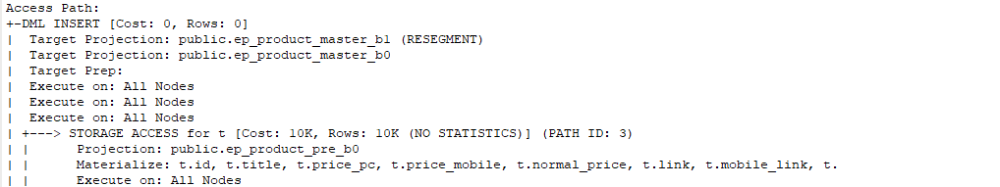 Access Path:
+-DML INSERT [Cost: 0, Rows: 0]
|  Target Projection: public.ep_product_master_b1 (RESEGMENT)
|  Target Projection: public.ep_product_master_b0
|  Target Prep:
|  Execute on: All Nodes
|  Execute on: All Nodes
|  Execute on: All Nodes
| +---> STORAGE ACCESS for t [Cost: 10K, Rows: 10K (NO STATISTICS)] (PATH ID: 3)
| |      Projection: public.ep_product_pre_b0
| |      Materialize: t.id, t.title, t.price_pc, t.price_mobile, t.normal_price, t.link, t.mobile_link, t.
| |      Execute on: All Nodes